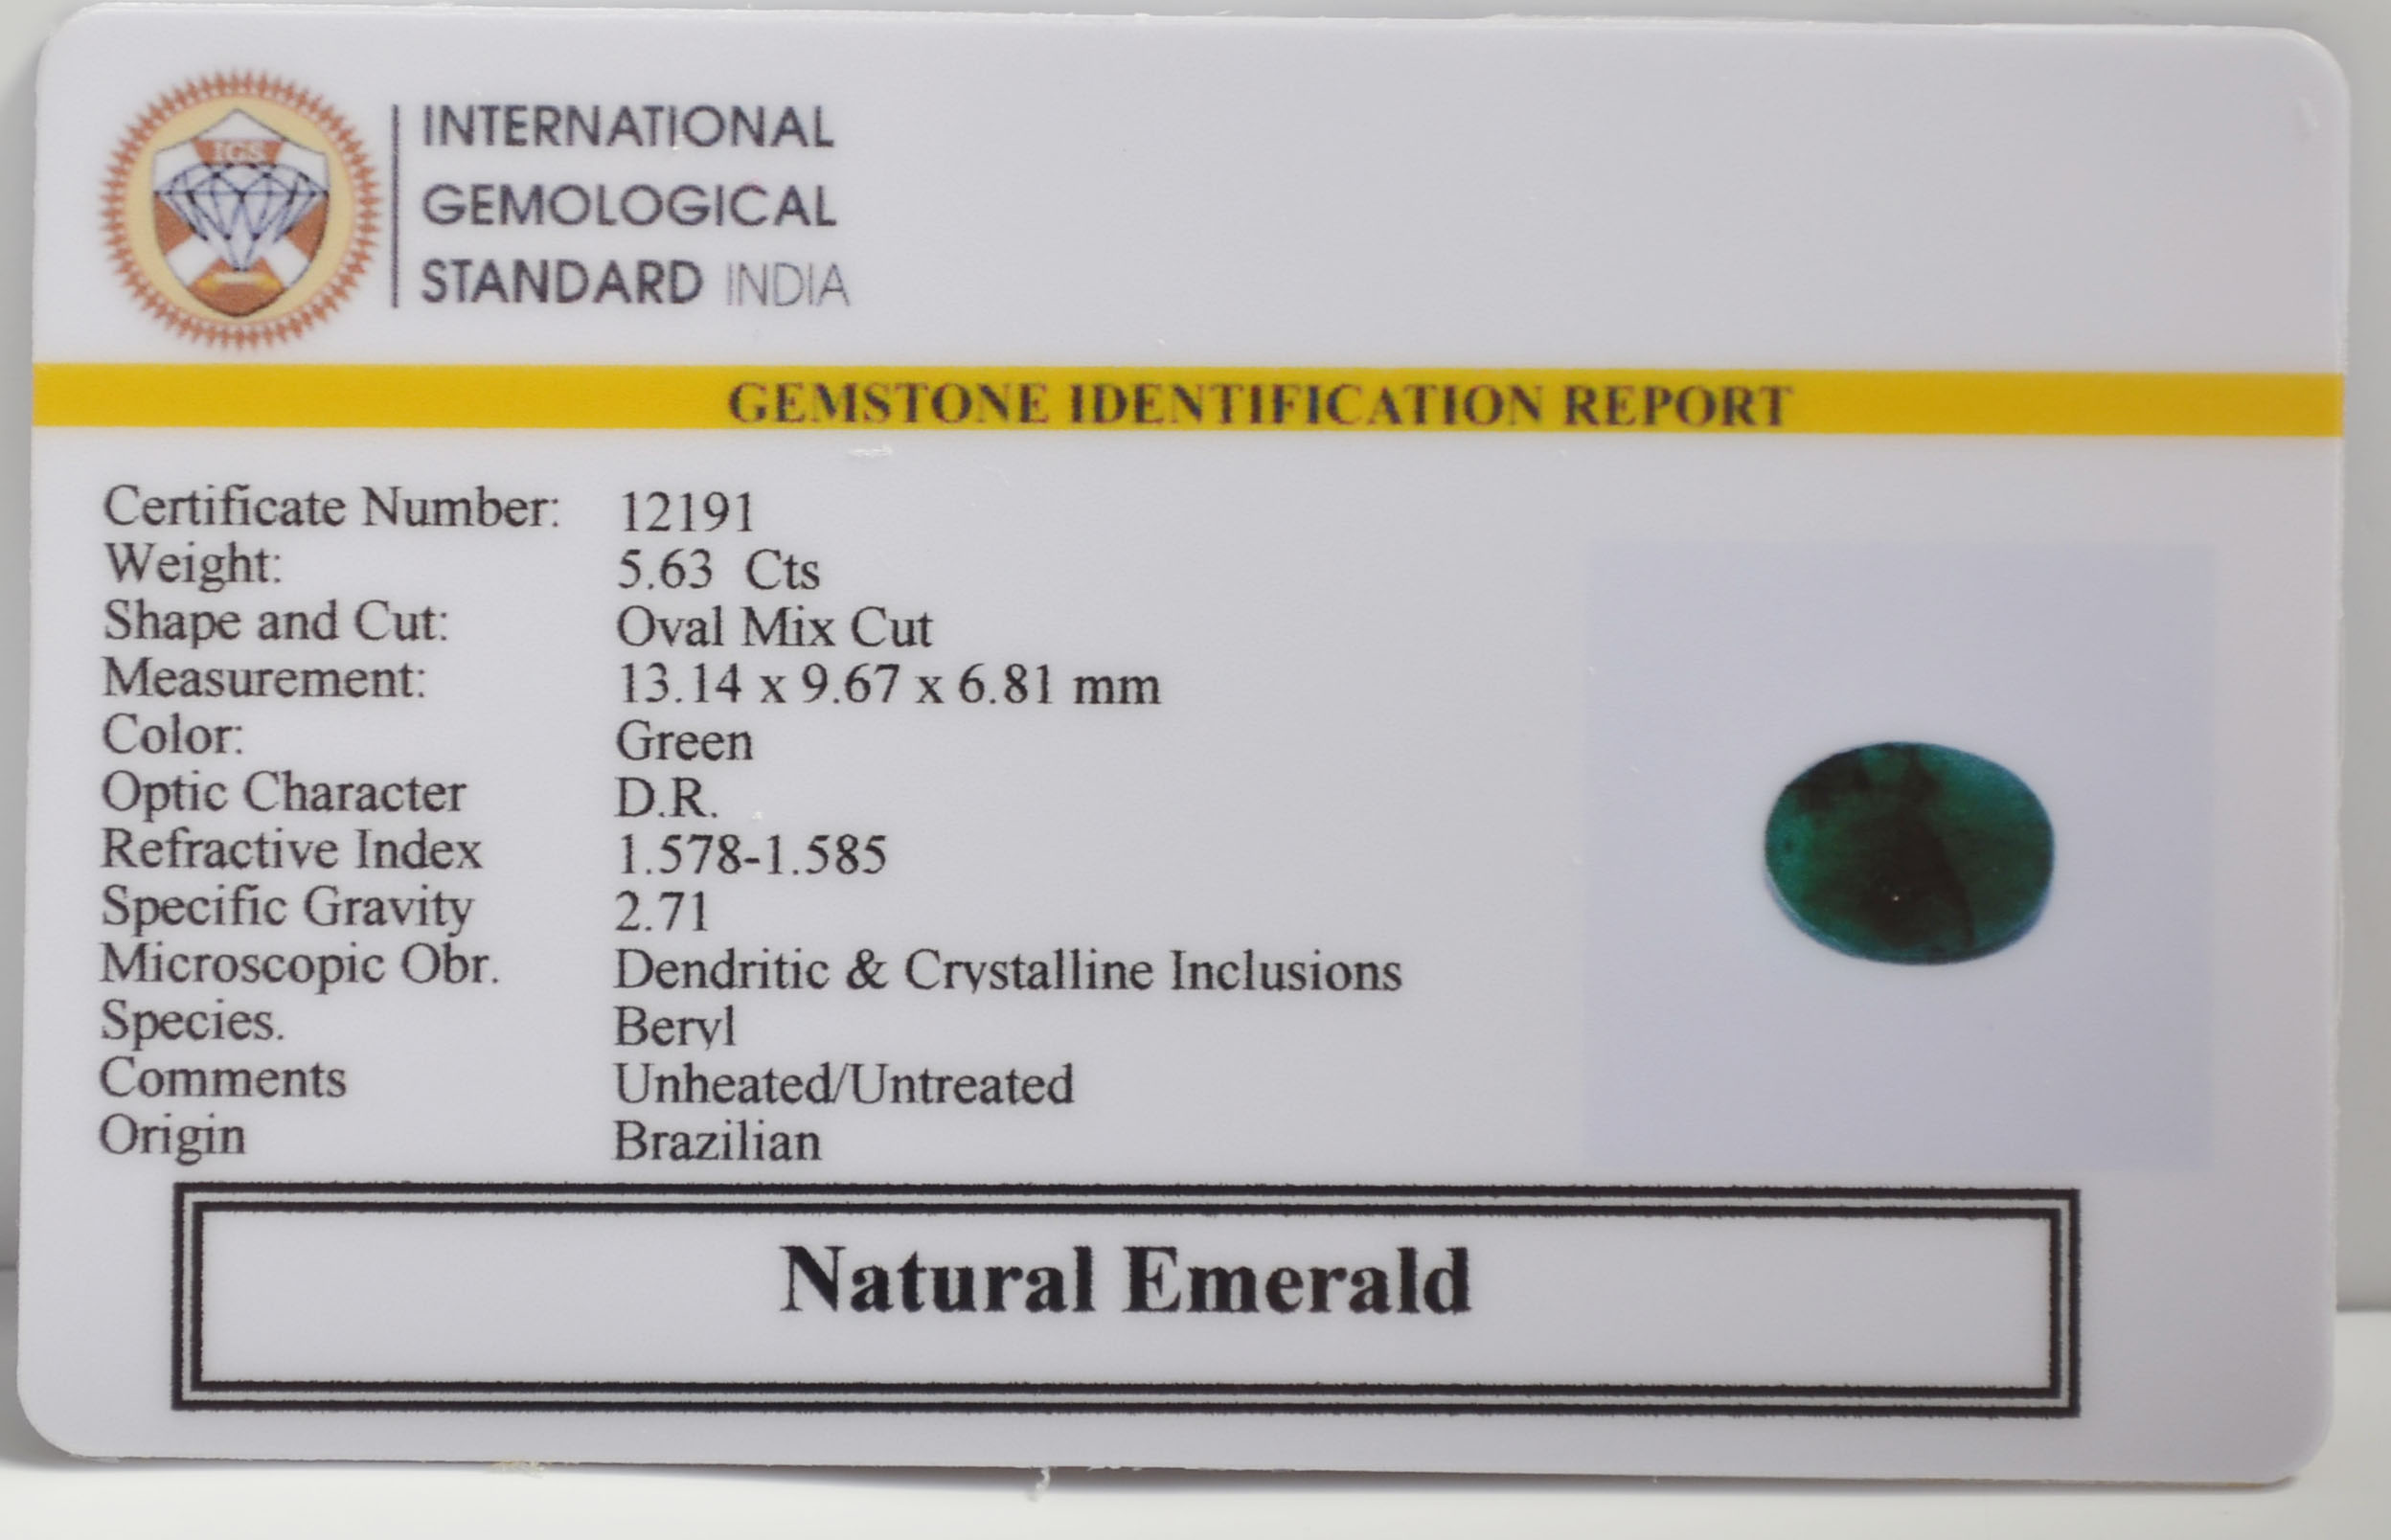 IGS
INTERNATIONAL
GEMOLOGICAL
STANDARD INDIA
GEMSTONE IDENTIFICATION REPORT
Certificate Number: 12191
Weight: 5.63 Cts
Shape and Cut: Oval Mix Cut
Measurement: 13.14 x 9.67 x 6.81 mm
Color: Green
Optic Character D.R.
Refractive Index 1.578-1.585
Specific Gravity 2.71
Microscopic Obr. Dendritic & Crystalline Inclusions
Species. Beryl
Comments Unheated/Untreated
Origin Brazilian
Natural Emerald